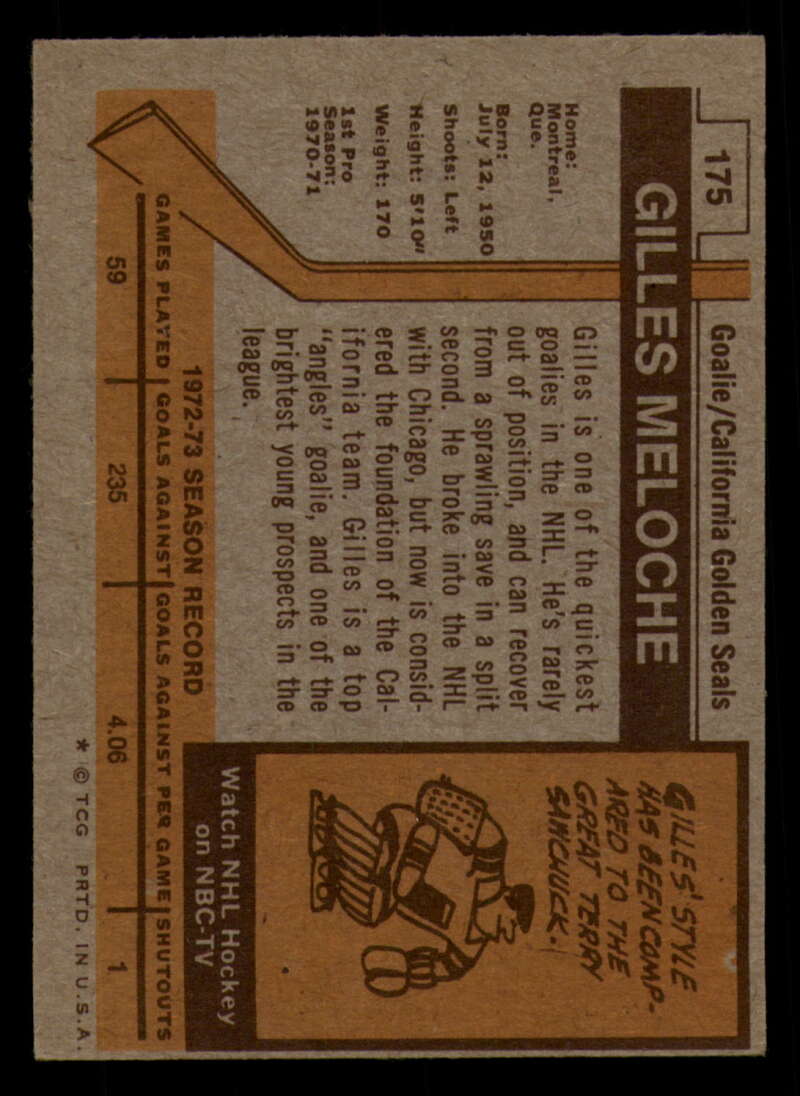 175
Goalie/California Golden Seals
GILLES MELOCHE
Home:
Montreal,
Que.
Born:
July 12, 1950
Shoots: Left
Height: 5'10"
Weight: 170
1st Pro
Season:
1970-71
Gilles is one of the quickest
goalies in the NHL. He's rarely
out of position, and can recover
from a sprawling save in a split
second. He broke into the NHL
with Chicago, but now is consid-
ered the foundation of the Cal-
ifornia team. Gilles is a top
"angles" goalie, and one of the
brightest young prospects in the
league.
GILLES' STYLE
HAS BEEN COMP-
ARED TO THE
GREAT TERRY
SAWCHUCK.
Watch NHL Hockey
on NBC-TV
1972-73 SEASON RECORD
GAMES PLAYED GOALS AGAINST GOALS AGAINST PER GAME SHUTOUTS
59 235 4.06 1
* © TCG PRTD. IN U.S.A.